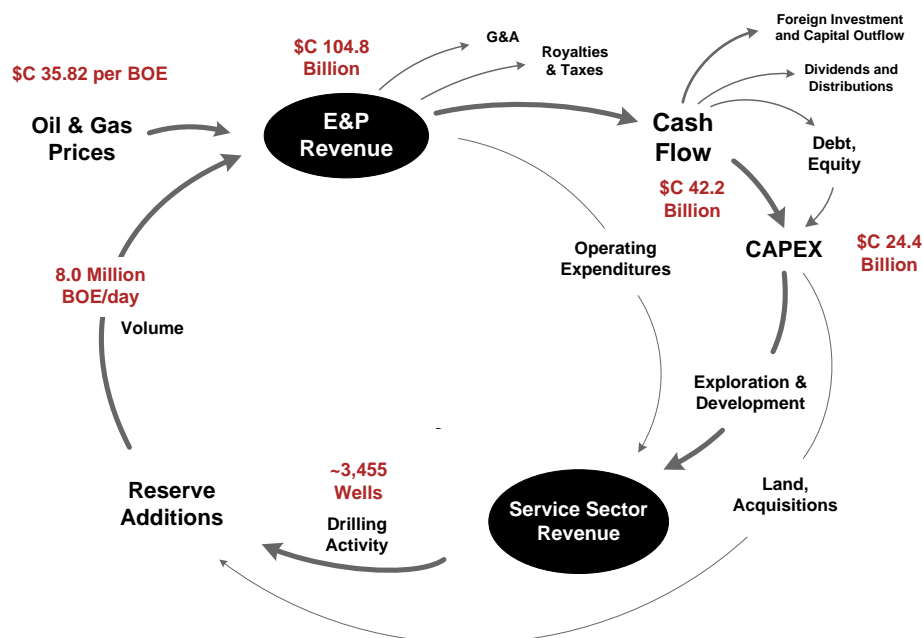 Foreign Investment
and Capital Outflow
G&A
$C 104.8
Billion
Royalties
& Taxes
$C 35.82 per BOE
Dividends and
Distributions
Oil & Gas
Prices
E&P
Revenue
Cash
Flow
Debt,
Equity
$C 42.2
Billion
CAPEX
$C 24.4
Billion
Operating
Expenditures
8.0 Million
BOE/day
Volume
Exploration &
Development
~3,455
Wells
Reserve
Additions
Drilling
Activity
Service Sector
Revenue
Land,
Acquisitions